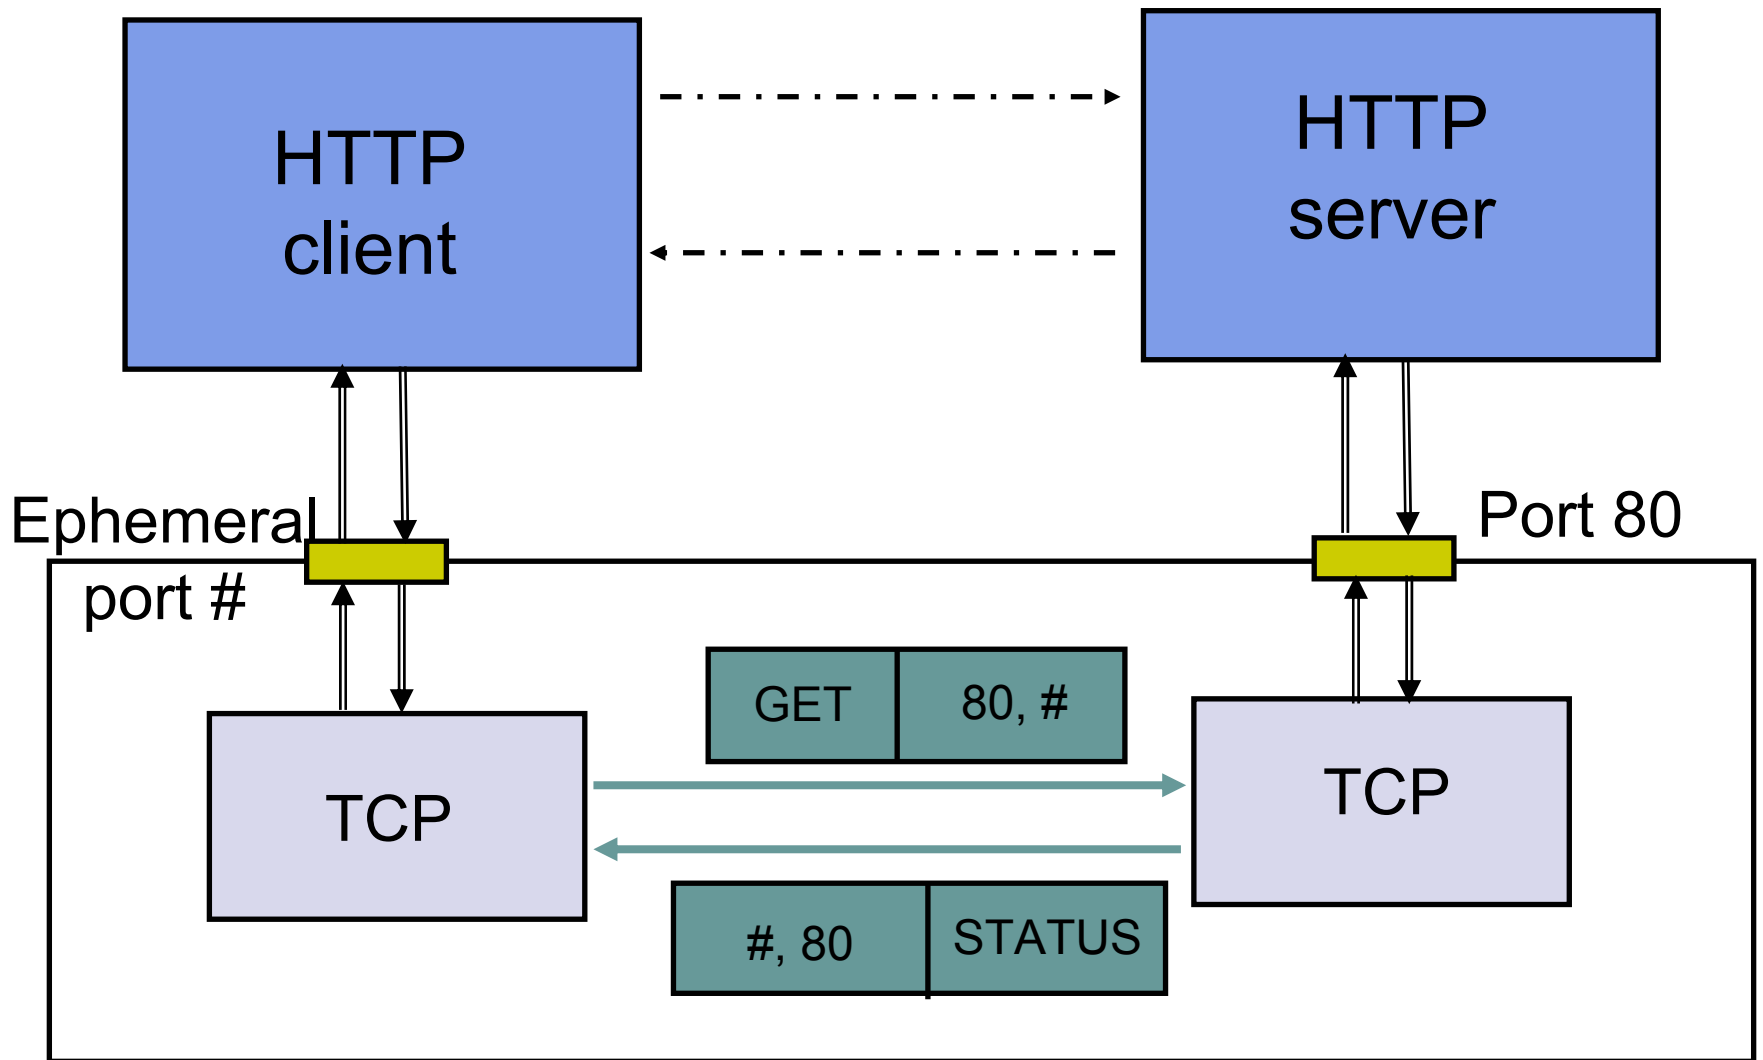 HTTP
client
HTTP
server
Ephemeral
port #
Port 80
GET
80, #
TCP
TCP
#, 80
STATUS